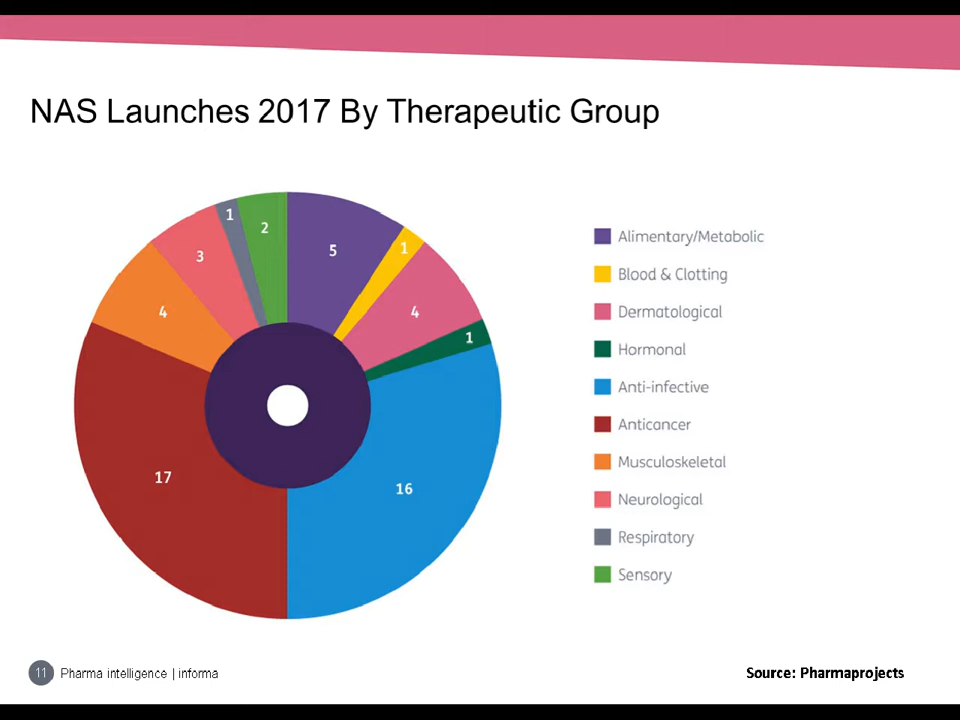 NAS Launches 2017 By Therapeutic Group
1
2
5
1
3
4
4
1
17
16
Alimentary/Metabolic
Blood & Clotting
Dermatological
Hormonal
Anti-infective
Anticancer
Musculoskeletal
Neurological
Respiratory
Sensory
11 Pharma intelligence | informa
Source: Pharmaprojects